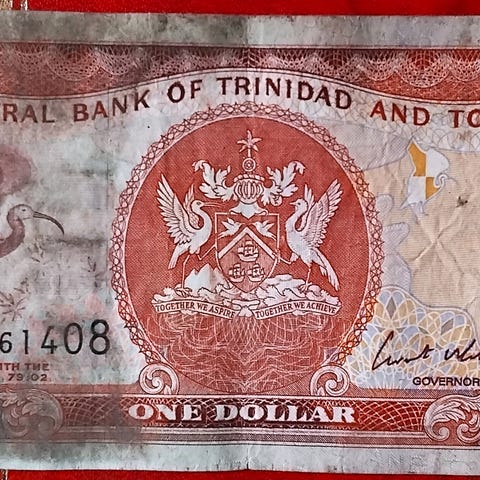 RAL BANK OF TRINIDAD AND TO
TOGETHER WE ASPIRE TOGETHER WE ACHIEVE
61408
ITH THE
79:02
GOVERNOR
ONE DOLLAR